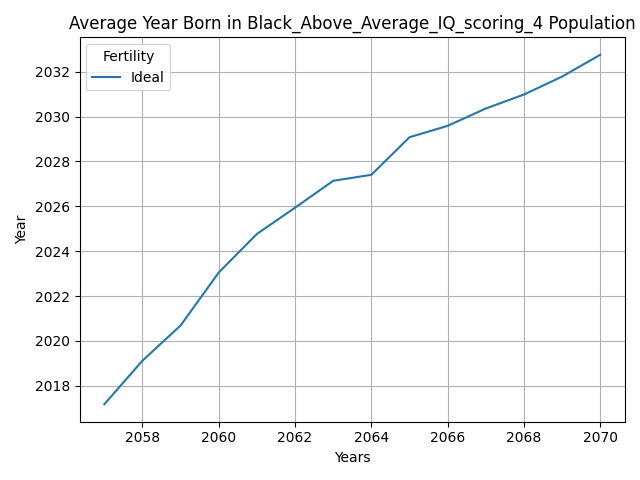 Average Year Born in Black_Above_Average_IQ_scoring_4 Population
Fertility
Ideal
2032
2030
2028
2026
2024
2022
2020
2018
Year
2058 2060 2062 2064 2066 2068 2070
Years